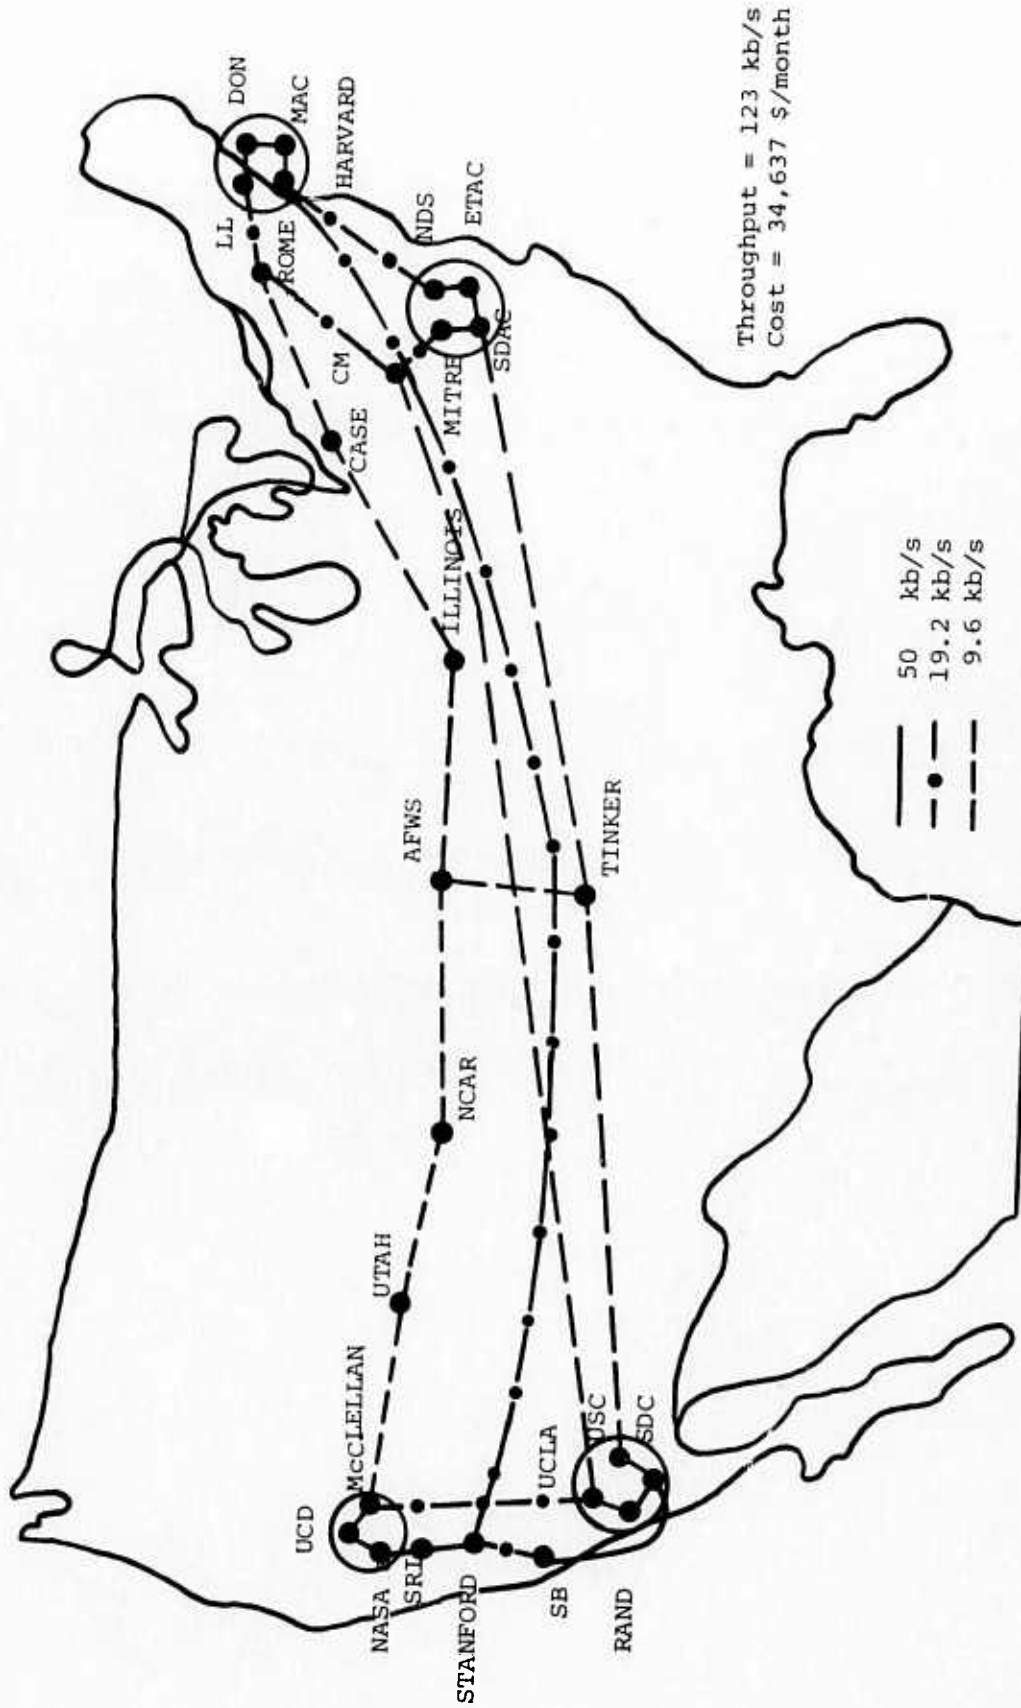 DON
MAC
LL
HARVARD
ROME
NDS
ETAC
CM
SDAC
MITRE
CASE
ILLINOIS
AFWS
TINKER
NCAR
UTAH
McCLELLAN
UCD
NASA
SRI
STANFORD
UCLA
USC
SDC
SB
RAND
Throughput = 123 kb/s
Cost = 34,637 $/month
50 kb/s
19.2 kb/s
9.6 kb/s